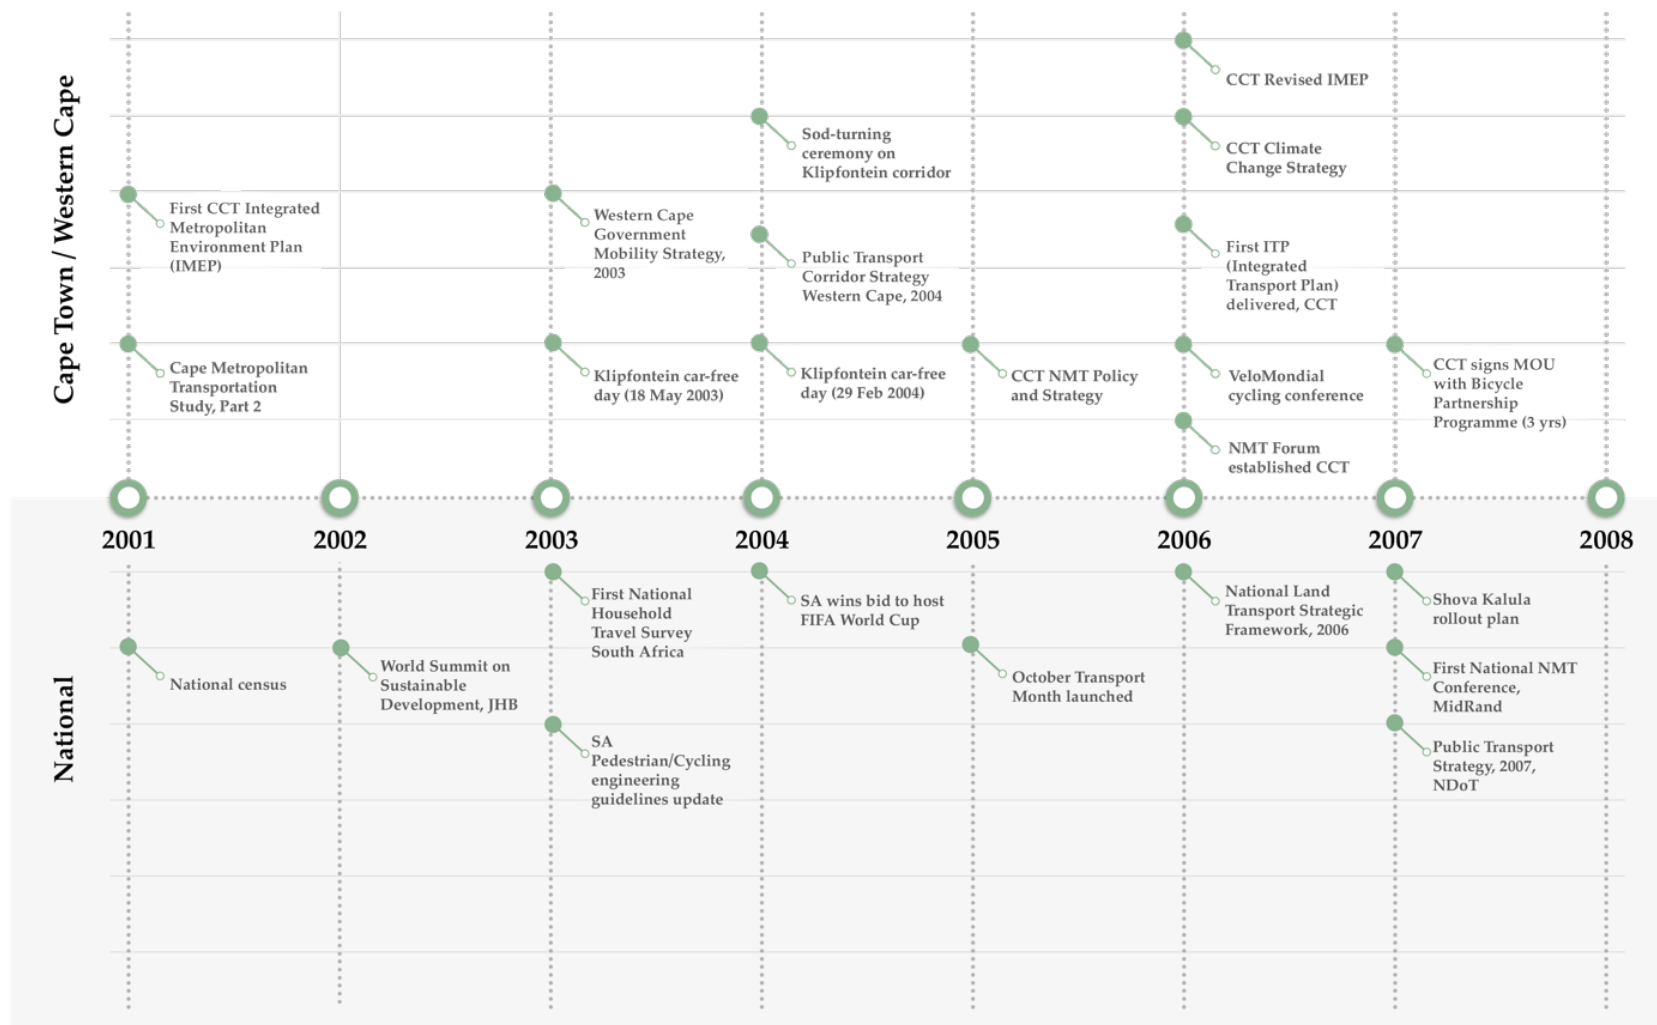 Cape Town / Western Cape
CCT Revised IMEP
Sod-turning
ceremony on
Klipfontein corridor
CCT Climate
Change Strategy
First CCT Integrated
Metropolitan
Environment Plan
(IMEP)
Western Cape
Government
Mobility Strategy,
2003
Public Transport
Corridor Strategy
Western Cape, 2004
First ITP
(Integrated
Transport Plan)
delivered, CCT
Cape Metropolitan
Transportation
Study, Part 2
Klipfontein car-free
day (18 May 2003)
Klipfontein car-free
day (29 Feb 2004)
CCT NMT Policy
and Strategy
VeloMondial
cycling conference
CCT signs MOU
with Bicycle
Partnership
Programme (3 yrs)
NMT Forum
established CCT
2001 2002 2003 2004 2005 2006 2007 2008
National
First National
Household
Travel Survey
South Africa
SA wins bid to host
FIFA World Cup
National Land
Transport Strategic
Framework, 2006
Shova Kalula
rollout plan
National census
World Summit on
Sustainable
Development, JHB
October Transport
Month launched
First National NMT
Conference,
MidRand
SA
Pedestrian/Cycling
engineering
guidelines update
Public Transport
Strategy, 2007,
NDoT